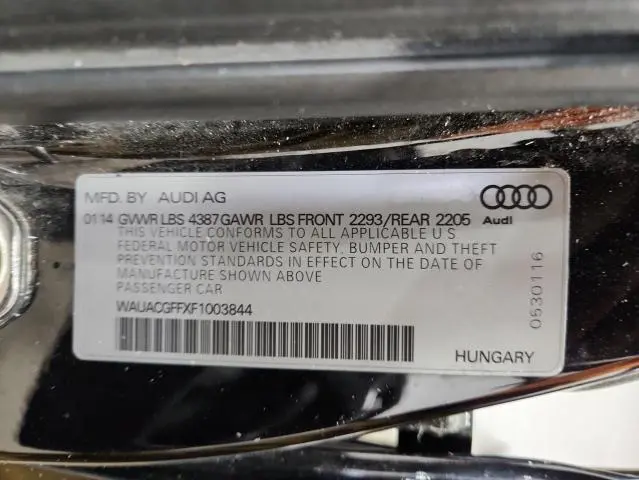 MFD. BY AUDI AG
0114 GVWR LBS 4387 GAWR LBS FRONT 2293/REAR 2205
Audi
THIS VEHICLE CONFORMS TO ALL APPLICABLE U S
FEDERAL MOTOR VEHICLE SAFETY, BUMPER AND THEFT
PREVENTION STANDARDS IN EFFECT ON THE DATE OF
MANUFACTURE SHOWN ABOVE
PASSENGER CAR
WAUACGFFXF1003844
HUNGARY
0530116